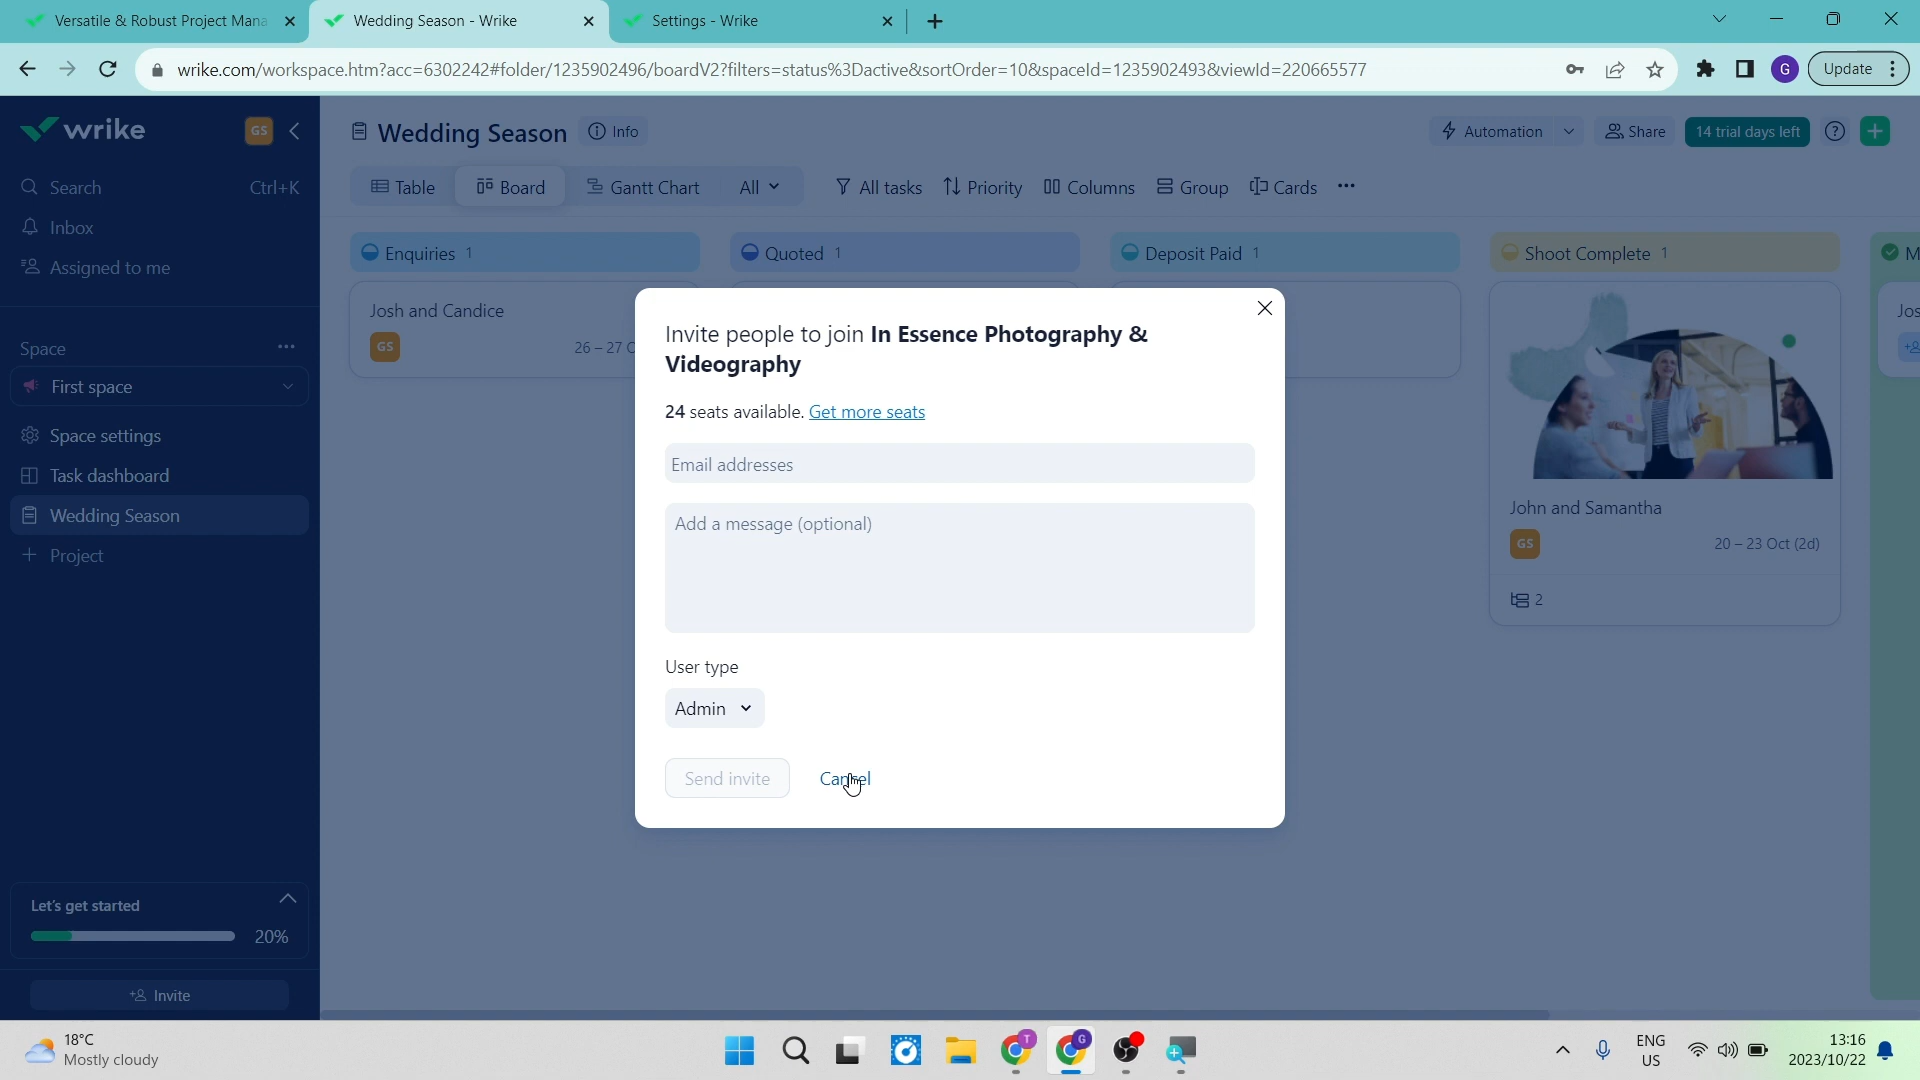 Versatile & Robust Project Mana
Wedding Season - Wrike
Settings - Wrike
wrike.com/workspace.htm?acc=6302242#folder/1235902496/boardV2?filters=status%3Dactive&sortOrder=10&spaceId=1235902493&viewId=220665577
G
Update
wrike
GS
Wedding Season
Info
Automation
Share
14 trial days left
Search
Ctrl+K
Table
Board
Gantt Chart
All
All tasks
Priority
Columns
Group
Cards
Inbox
Assigned to me
Enquiries 1
Quoted 1
Deposit Paid 1
Shoot Complete 1
M
Josh and Candice
GS
26 – 27 O
Jos
Space
First space
Space settings
Task dashboard
Wedding Season
Project
Invite people to join In Essence Photography &
Videography
24 seats available. Get more seats
Email addresses
Add a message (optional)
User type
Admin
Send invite
Cancel
John and Samantha
GS
20 – 23 Oct (2d)
2
Let's get started
20%
Invite
18°C
Mostly cloudy
T
G
ENG
US
13:16
2023/10/22